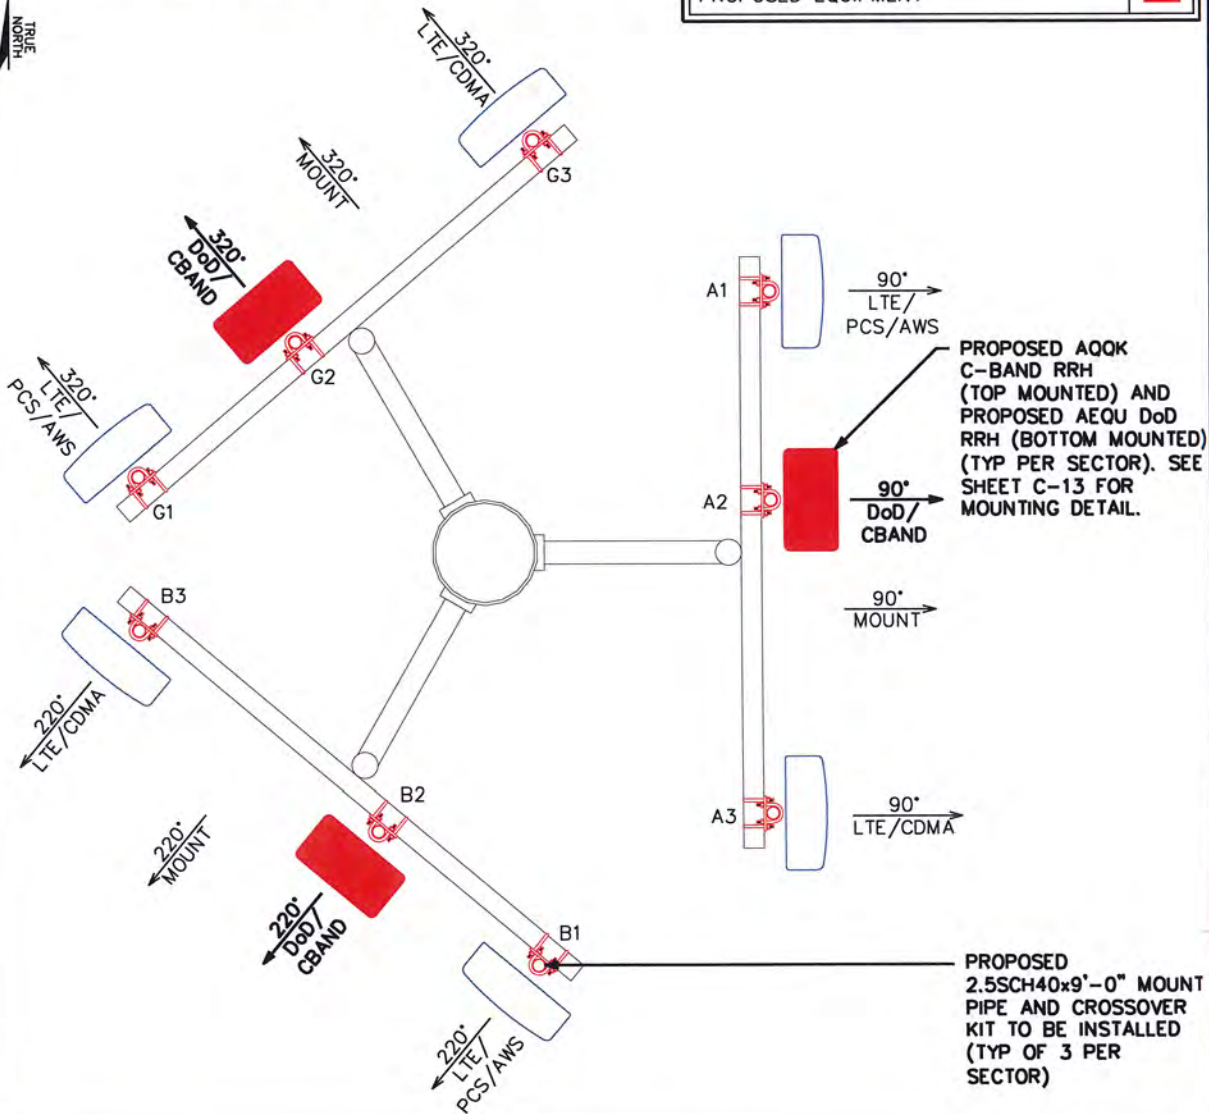 PROPOSED EQUIPMENT
TRUE
NORTH
320°
LTE/CDMA
320°
MOUNT
G3
320°
DoD/
CBAND
G2
320°
LTE/
PCS/AWS
G1
A1
90°
LTE/
PCS/AWS
PROPOSED AQQK
C-BAND RRH
(TOP MOUNTED) AND
PROPOSED AEQU DoD
RRH (BOTTOM MOUNTED)
(TYP PER SECTOR). SEE
SHEET C-13 FOR
MOUNTING DETAIL.
A2
90°
DoD/
CBAND
90°
MOUNT
A3
90°
LTE/CDMA
B3
220°
LTE/CDMA
B2
220°
MOUNT
220°
DoD/
CBAND
B1
220°
LTE/
PCS/AWS
PROPOSED
2.5SCH40x9'-0" MOUNT
PIPE AND CROSSOVER
KIT TO BE INSTALLED
(TYP OF 3 PER
SECTOR)